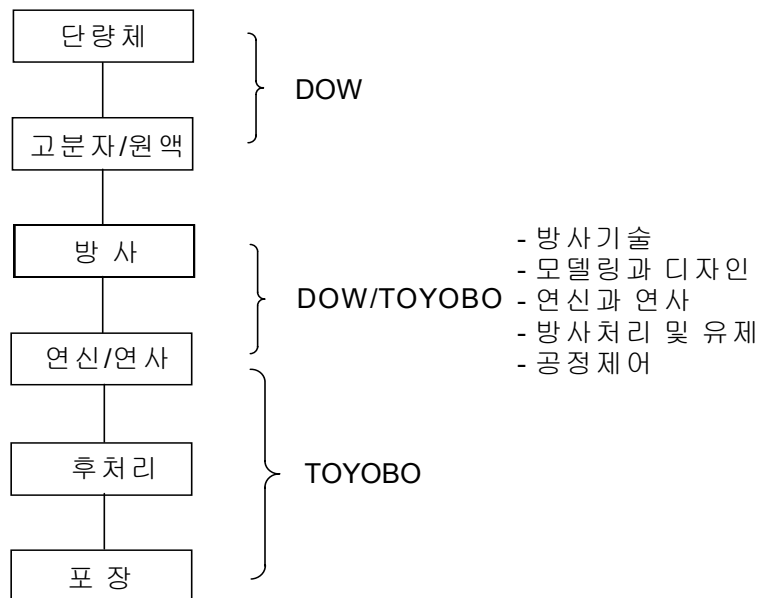 단량체
DOW
고분자/원액
방 사
- 방사기술
- 모델링과 디자인
DOW/TOYOBO - 연신과 연사
- 방사처리 및 유제
- 공정제어
연신/연사
후처리
TOYOBO
포 장